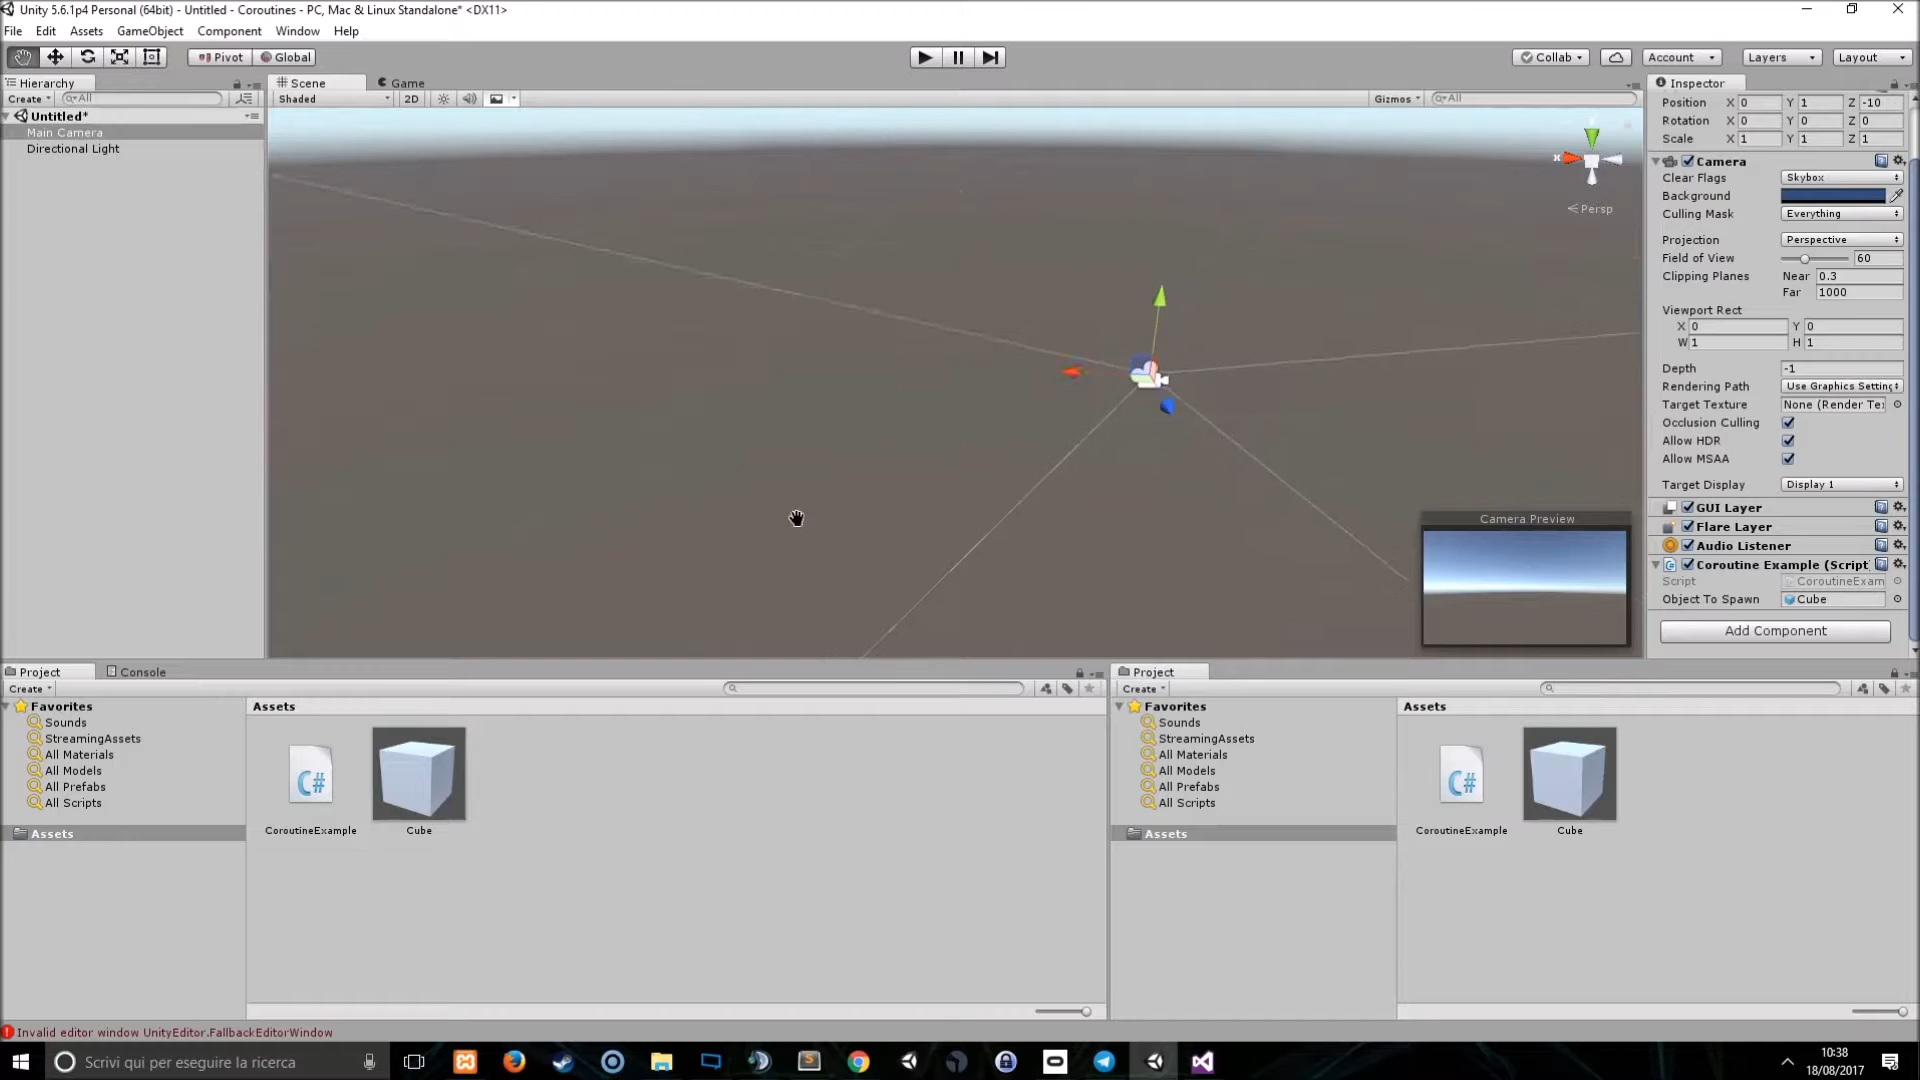 Unity 5.6.1p4 Personal (64bit) - Untitled - Coroutines - PC, Mac & Linux Standalone* <DX11>
File Edit Assets GameObject Component Window Help
Pivot Global Collab Account Layers Layout
Hierarchy
Create All
Untitled*
Main Camera
Directional Light
Scene Game
Shaded 2D Gizmos All
X
Persp
Camera Preview
Inspector
Position X 0 Y 1 Z -10
Rotation X 0 Y 0 Z 0
Scale X 1 Y 1 Z 1
Camera
Clear Flags Skybox
Background
Culling Mask Everything
Projection Perspective
Field of View 60
Clipping Planes Near 0.3
Far 1000
Viewport Rect
X 0 Y 0
W 1 H 1
Depth -1
Rendering Path Use Graphics Setting
Target Texture None (Render Te
Occlusion Culling
Allow HDR
Allow MSAA
Target Display Display 1
GUI Layer
Flare Layer
Audio Listener
Coroutine Example (Script
Script CoroutineExam
Object To Spawn Cube
Add Component
Project Console
Create
Favorites
Sounds
StreamingAssets
All Materials
All Models
All Prefabs
All Scripts
Assets
Assets
C#
CoroutineExample Cube
Project
Create
Favorites
Sounds
StreamingAssets
All Materials
All Models
All Prefabs
All Scripts
Assets
Assets
C#
CoroutineExample Cube
Invalid editor window UnityEditor.FallbackEditorWindow
Scrivi qui per eseguire la ricerca
10:38
18/08/2017